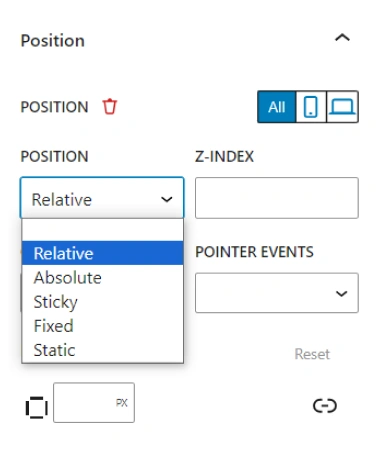 Position
POSITION All
POSITION Z-INDEX
Relative
Relative
Absolute POINTER EVENTS
Sticky
Fixed
Static
Reset
PX